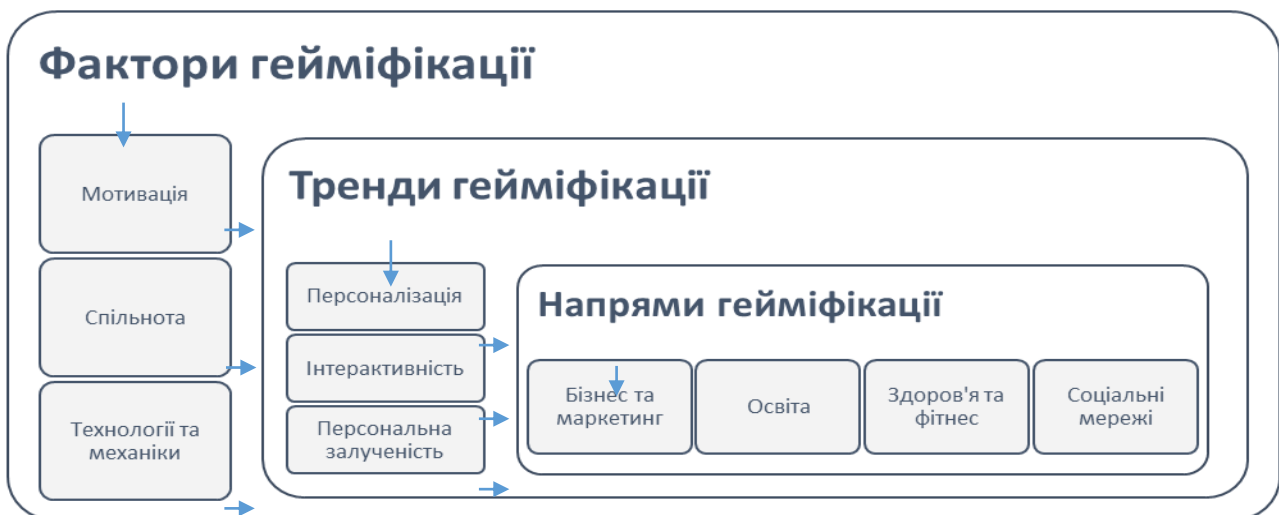 Фактори гейміфікації
Мотивація
Спільнота
Технології та
механіки
Тренди гейміфікації
Персоналізація
Інтерактивність
Персональна
залученість
Напрями гейміфікації
Бізнес та
маркетинг
Освіта
Здоров'я та
фітнес
Соціальні
мережі